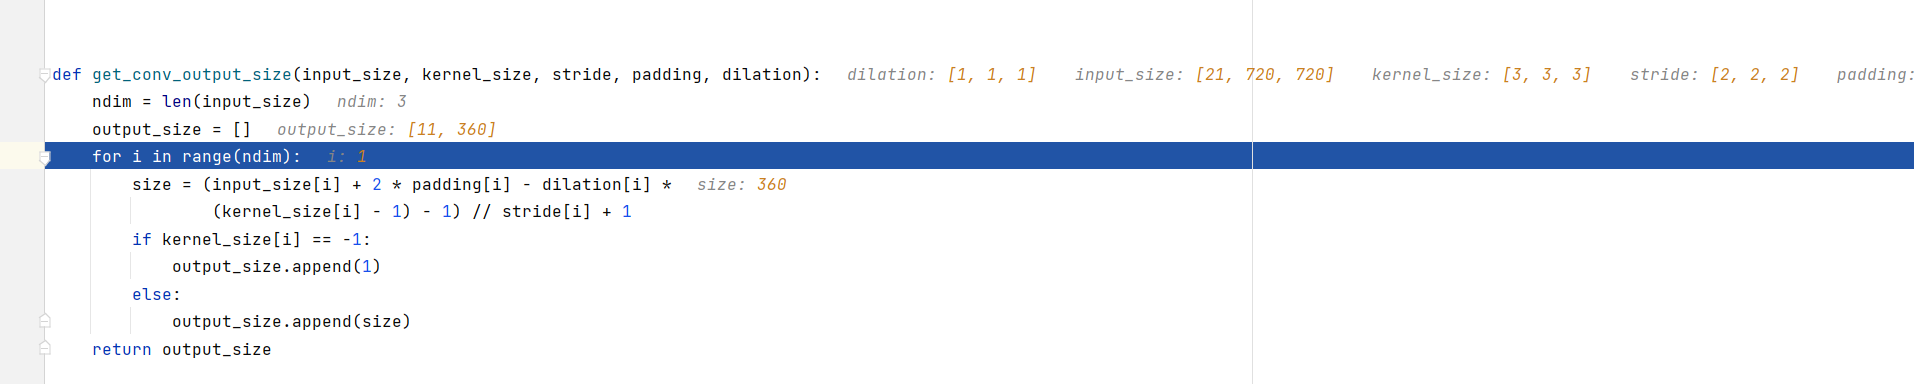 def get_conv_output_size(input_size, kernel_size, stride, padding, dilation): dilation: [1, 1, 1] input_size: [21, 720, 720] kernel_size: [3, 3, 3] stride: [2, 2, 2] padding:
ndim = len(input_size) ndim: 3
output_size = [] output_size: [11, 360]
for i in range(ndim): i: 1
size = (input_size[i] + 2 * padding[i] - dilation[i] * size: 360
(kernel_size[i] - 1) - 1) // stride[i] + 1
if kernel_size[i] == -1:
output_size.append(1)
else:
output_size.append(size)
return output_size